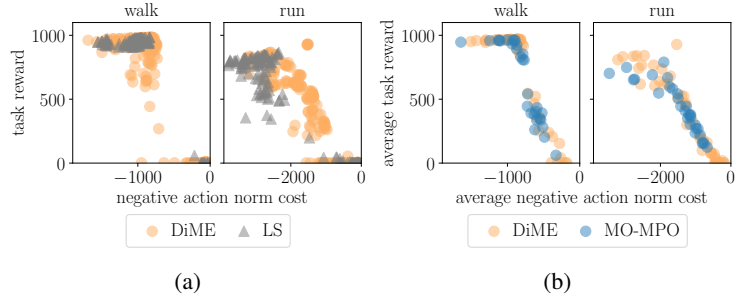 walk
run
task reward
1000
500
0
−1000
0
−2000
0
negative action norm cost
DiME
LS
(a)
walk
run
average task reward
1000
500
0
−1000
0
−2000
0
average negative action norm cost
DiME
MO-MPO
(b)